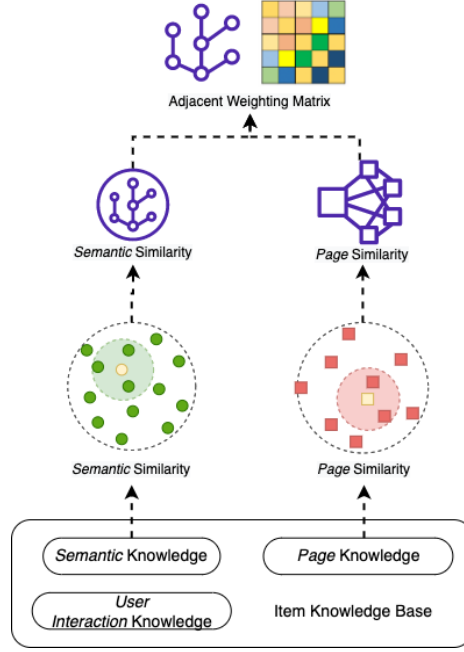 Adjacent Weighting Matrix
Semantic Similarity
Page Similarity
Semantic Similarity
Page Similarity
Semantic Knowledge
Page Knowledge
User
Interaction Knowledge
Item Knowledge Base